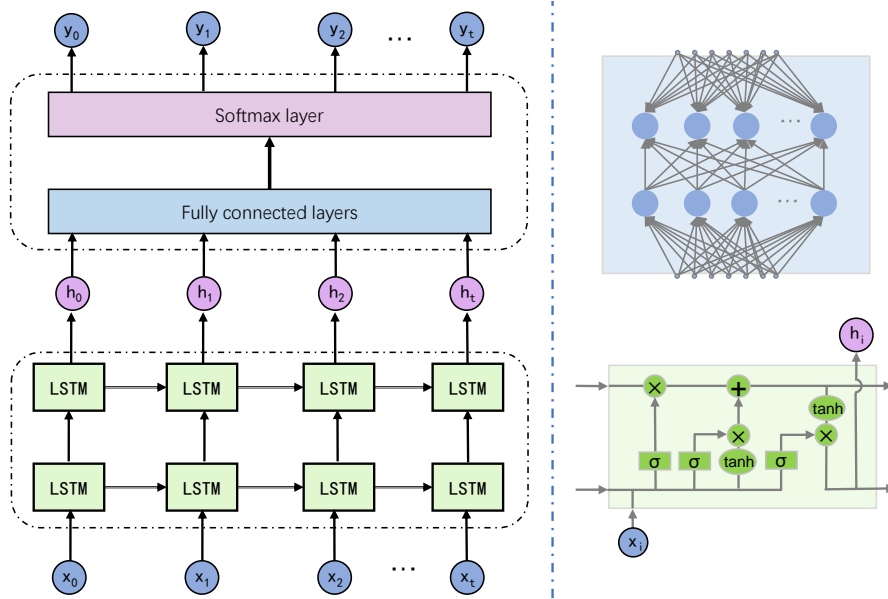 y0 y1 y2 ... yt
Softmax layer
Fully connected layers
h0 h1 h2 ht
LSTM LSTM LSTM LSTM
LSTM LSTM LSTM LSTM
x0 x1 x2 ... xt
...
...
hi
× +
tanh
× ×
σ σ tanh σ
xi